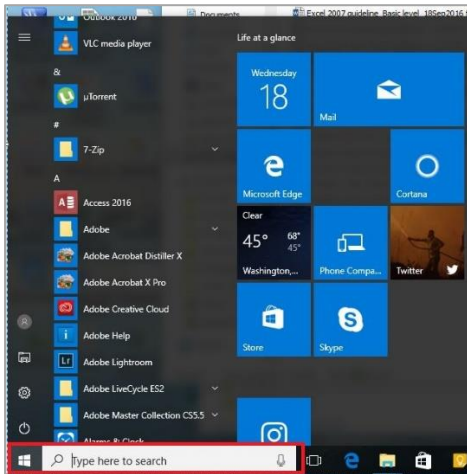 Documents
Excel 2007 guideline_Basic level_18Sep2016
Outlook 2016
VLC media player
&
µTorrent
#
7-Zip
A
Access 2016
Adobe
Adobe Acrobat Distiller X
Adobe Acrobat X Pro
Adobe Creative Cloud
Adobe Help
Lr
Adobe Lightroom
Adobe LiveCycle ES2
Adobe Master Collection CS5.5
Alarms & Clock
Type here to search
Life at a glance
Wednesday
18
Mail
Microsoft Edge
Cortana
Clear
45° 68°
45°
Washington,...
Phone Compa...
Twitter
Store
Skype